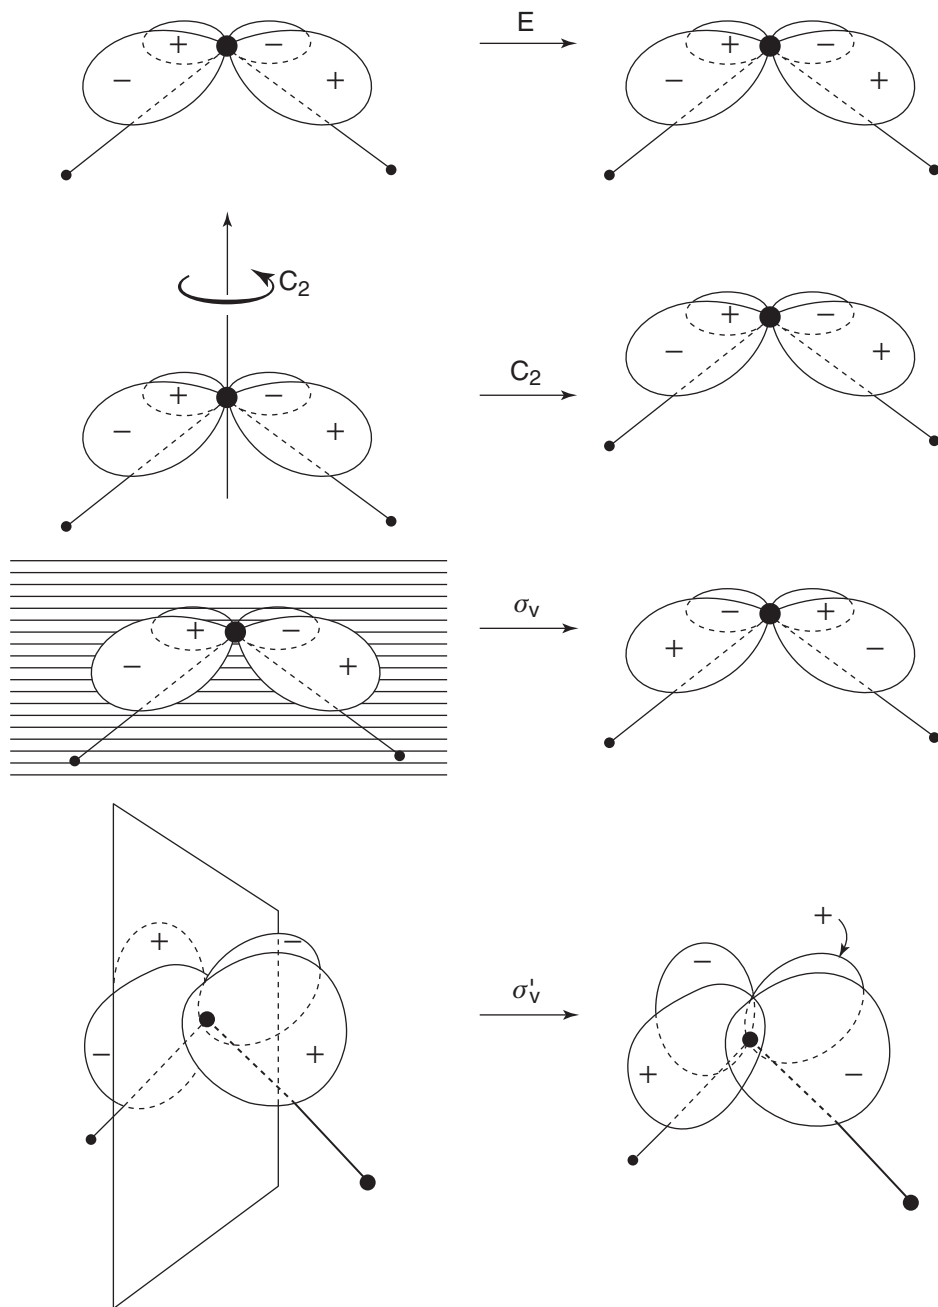 + − E + −
− + − +
C₂
+ − C₂ + −
− + − +
+ − σᵥ − +
− + + −
+ − σ'ᵥ − +
− + + −